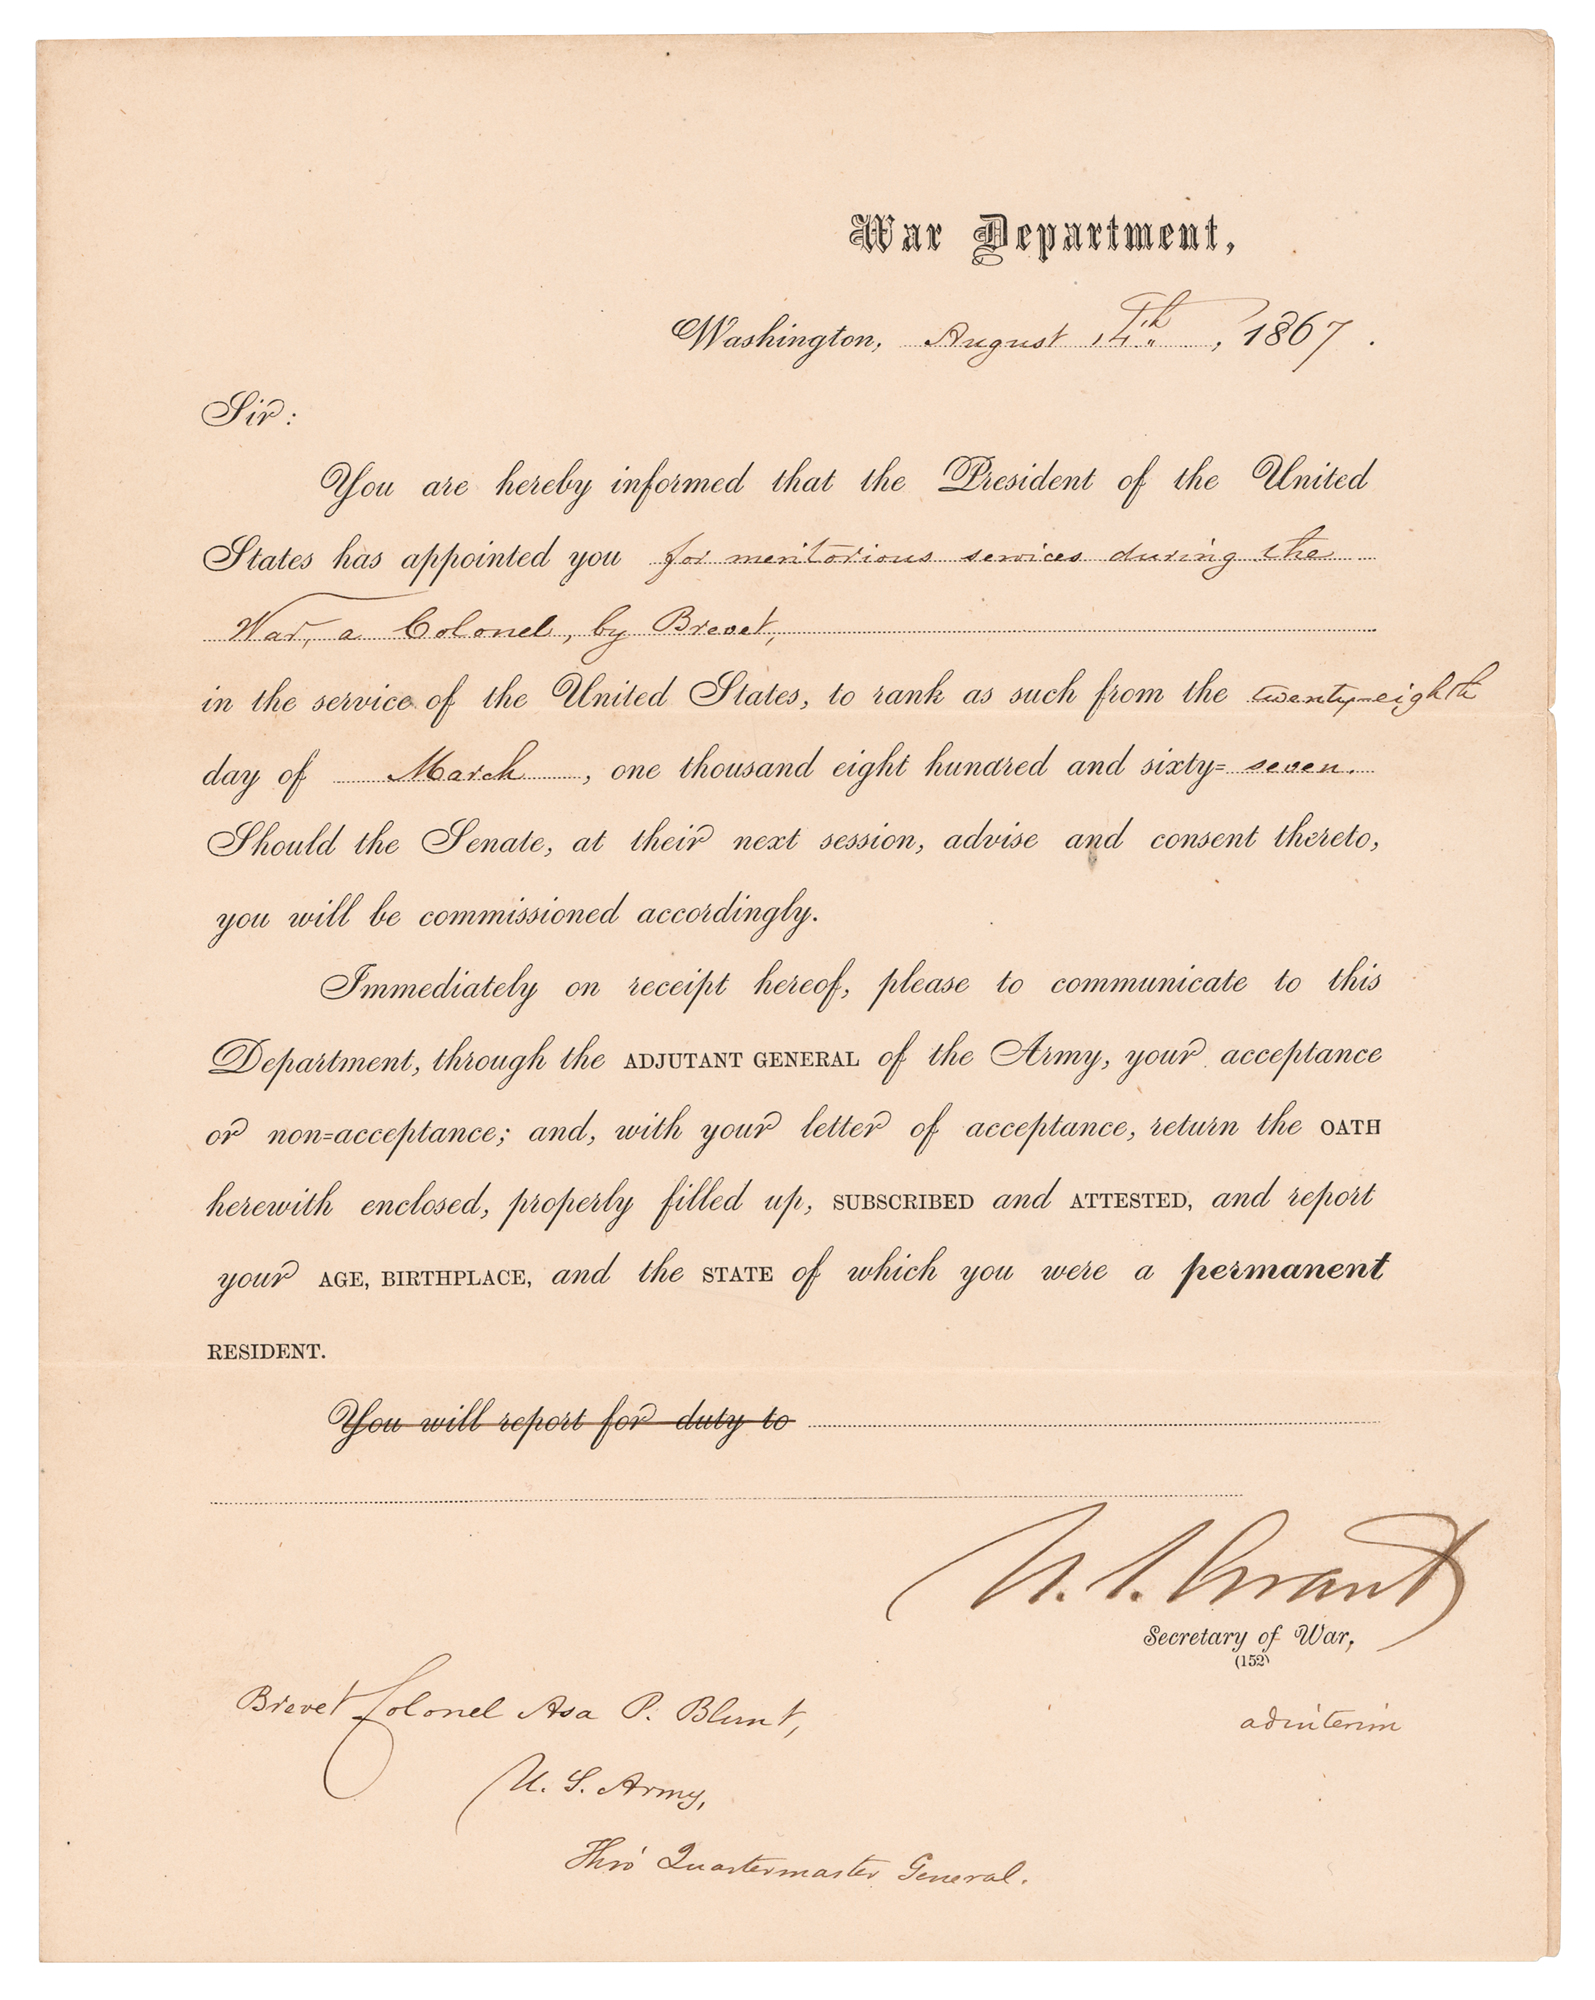 War Department,
Washington, August 14th, 1867.
Sir:
You are hereby informed that the President of the United
States has appointed you for meritorious services during the
War, a Colonel, by Brevet,
in the service of the United States, to rank as such from the twenty-eighth
day of March, one thousand eight hundred and sixty=seven.
Should the Senate, at their next session, advise and consent thereto,
you will be commissioned accordingly.
Immediately on receipt hereof, please to communicate to this
Department, through the ADJUTANT GENERAL of the Army, your acceptance
or non=acceptance; and, with your letter of acceptance, return the OATH
herewith enclosed, properly filled up, SUBSCRIBED and ATTESTED, and report
your AGE, BIRTHPLACE, and the STATE of which you were a permanent
RESIDENT.
You will report for duty to
U. S. Grant
Secretary of War,
(152)
ad interim
Brevet Colonel Asa P. Blunt,
U. S. Army,
Thro' Quartermaster General.